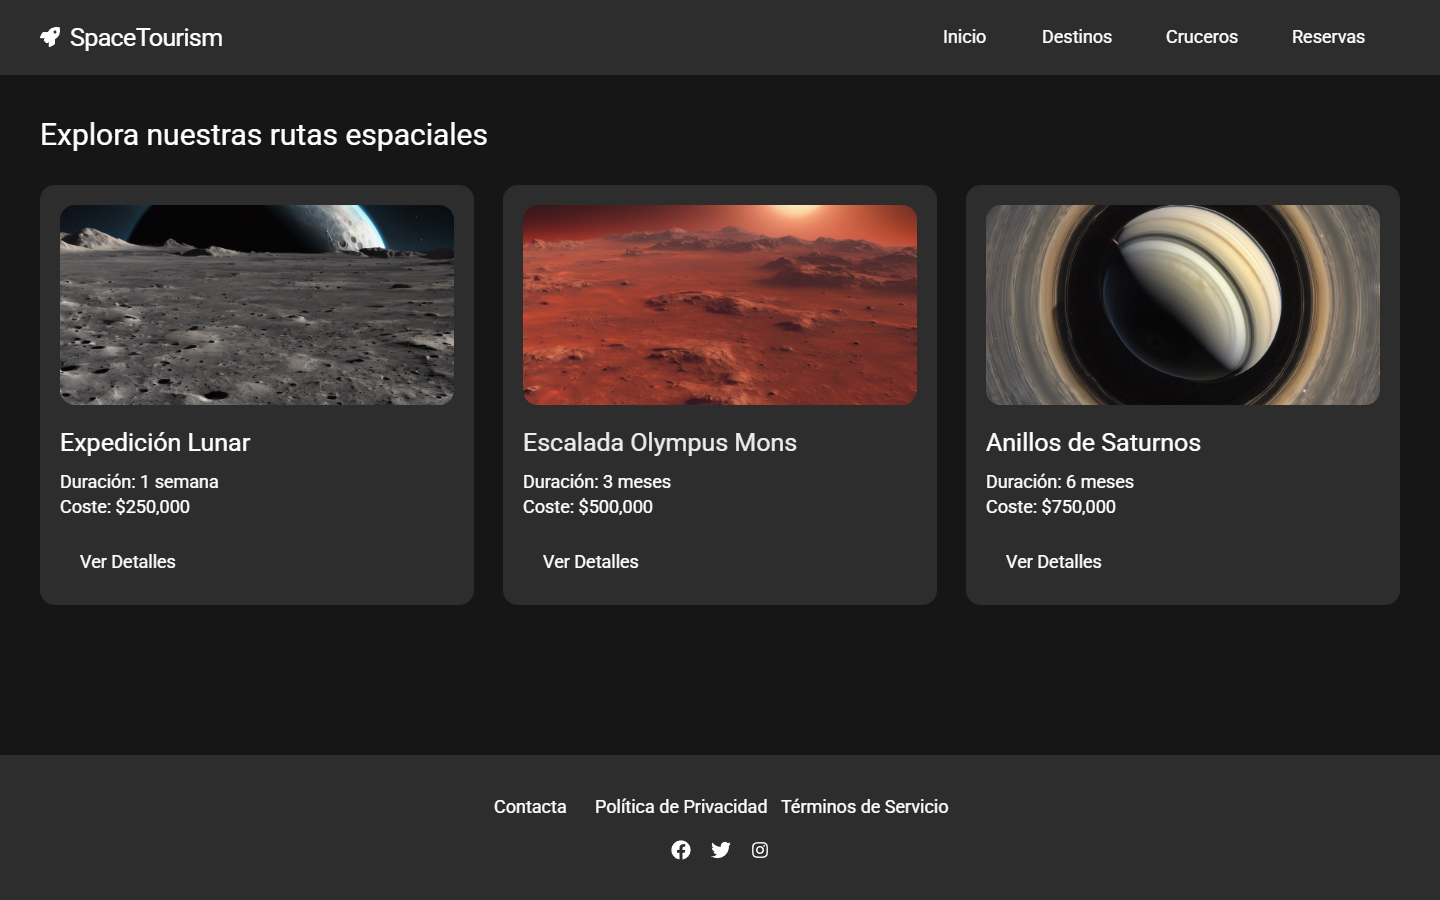 SpaceTourism
Inicio
Destinos
Cruceros
Reservas
Explora nuestras rutas espaciales
Expedición Lunar
Duración: 1 semana
Coste: $250,000
Ver Detalles
Escalada Olympus Mons
Duración: 3 meses
Coste: $500,000
Ver Detalles
Anillos de Saturnos
Duración: 6 meses
Coste: $750,000
Ver Detalles
Contacta
Política de Privacidad
Términos de Servicio